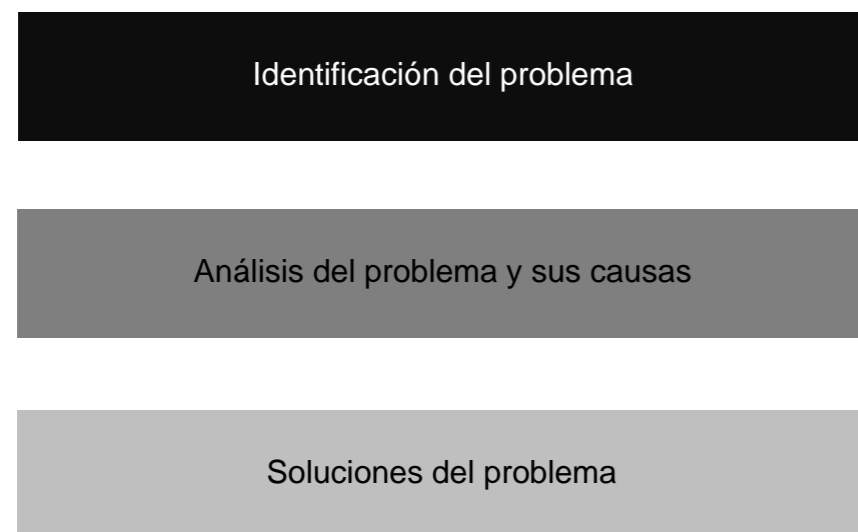 Identificación del problema
Análisis del problema y sus causas
Soluciones del problema